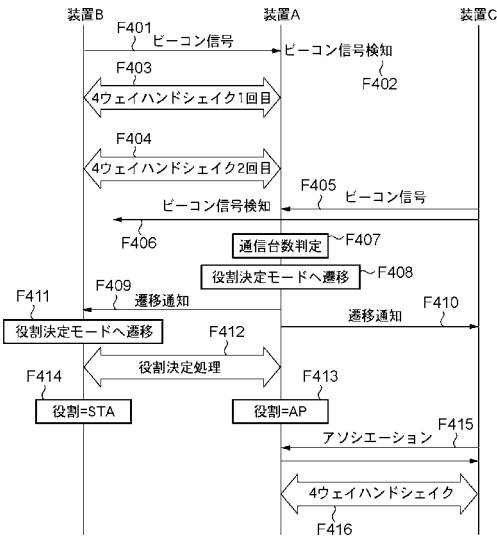 装置B
装置A
装置C
F401
ビーコン信号
ビーコン信号検知
F402
F403
4ウェイハンドシェイク1回目
F404
4ウェイハンドシェイク2回目
F405
ビーコン信号
ビーコン信号検知
F406
通信台数判定
F407
役割決定モードへ遷移
F408
F409
遷移通知
F410
遷移通知
F411
役割決定モードへ遷移
F412
役割決定処理
F413
役割=AP
F414
役割=STA
F415
アソシエーション
4ウェイハンドシェイク
F416